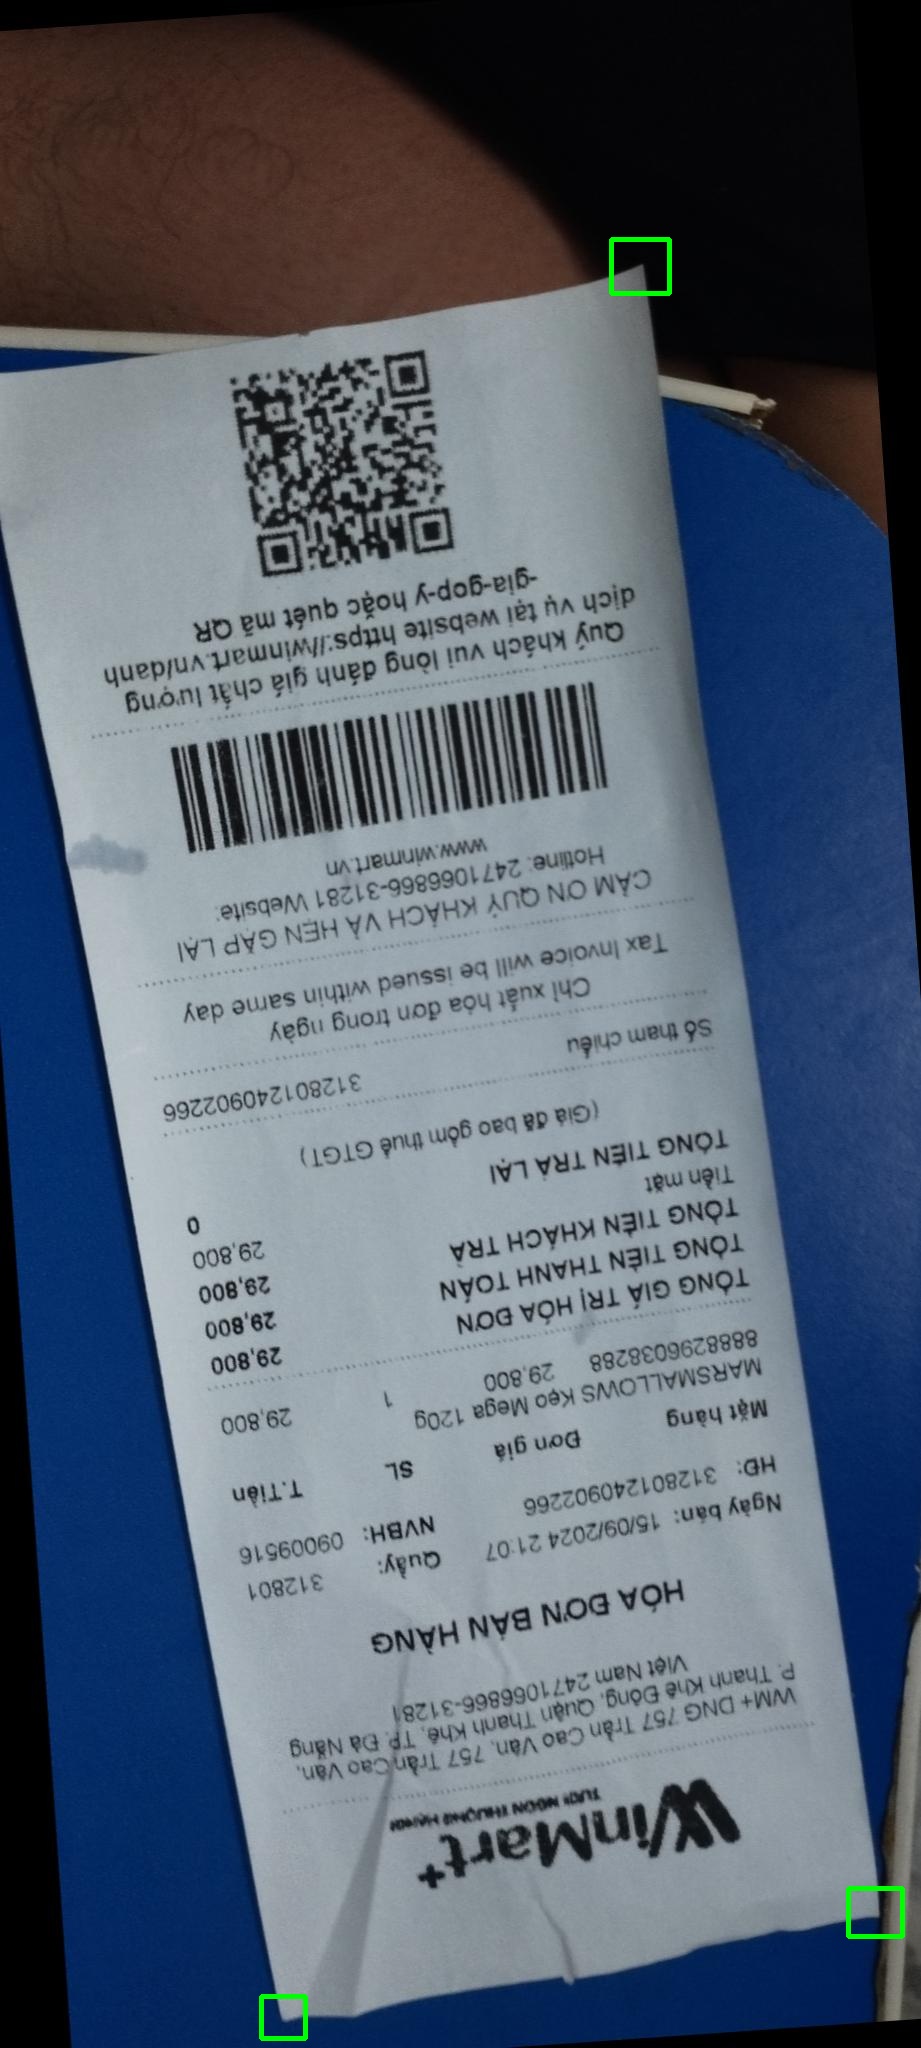 WinMart+
TƯƠI NGON THƯỢNG HẠNG!
WM+ DNG 757 Trần Cao Vân, 757 Trần Cao Vân,
P. Thanh Khê Đông, Quận Thanh Khê, TP. Đà Nẵng
Việt Nam 2471066866-31281
HÓA ĐƠN BÁN HÀNG
Ngày bán: 15/09/2024 21:07 Quầy: 312801
HĐ: 312801240902266 NVBH: 09009516
Mặt hàng Đơn giá SL T.Tiền
MARSMALLOWS Kẹo Mega 120g
8888296038288 29,800 1 29,800
TỔNG GIÁ TRỊ HÓA ĐƠN 29,800
TỔNG TIỀN THANH TOÁN 29,800
TỔNG TIỀN KHÁCH TRẢ 29,800
Tiền mặt 29,800
TỔNG TIỀN TRẢ LẠI 0
(Giá đã bao gồm thuế GTGT)
Số tham chiếu 312801240902266
Chỉ xuất hóa đơn trong ngày
Tax Invoice will be issued within same day
CẢM ƠN QUÝ KHÁCH VÀ HẸN GẶP LẠI
Hotline: 2471066866-31281 Website:
www.winmart.vn
Quý khách vui lòng đánh giá chất lượng
dịch vụ tại website https://winmart.vn/danh
-gia-gop-y hoặc quét mã QR